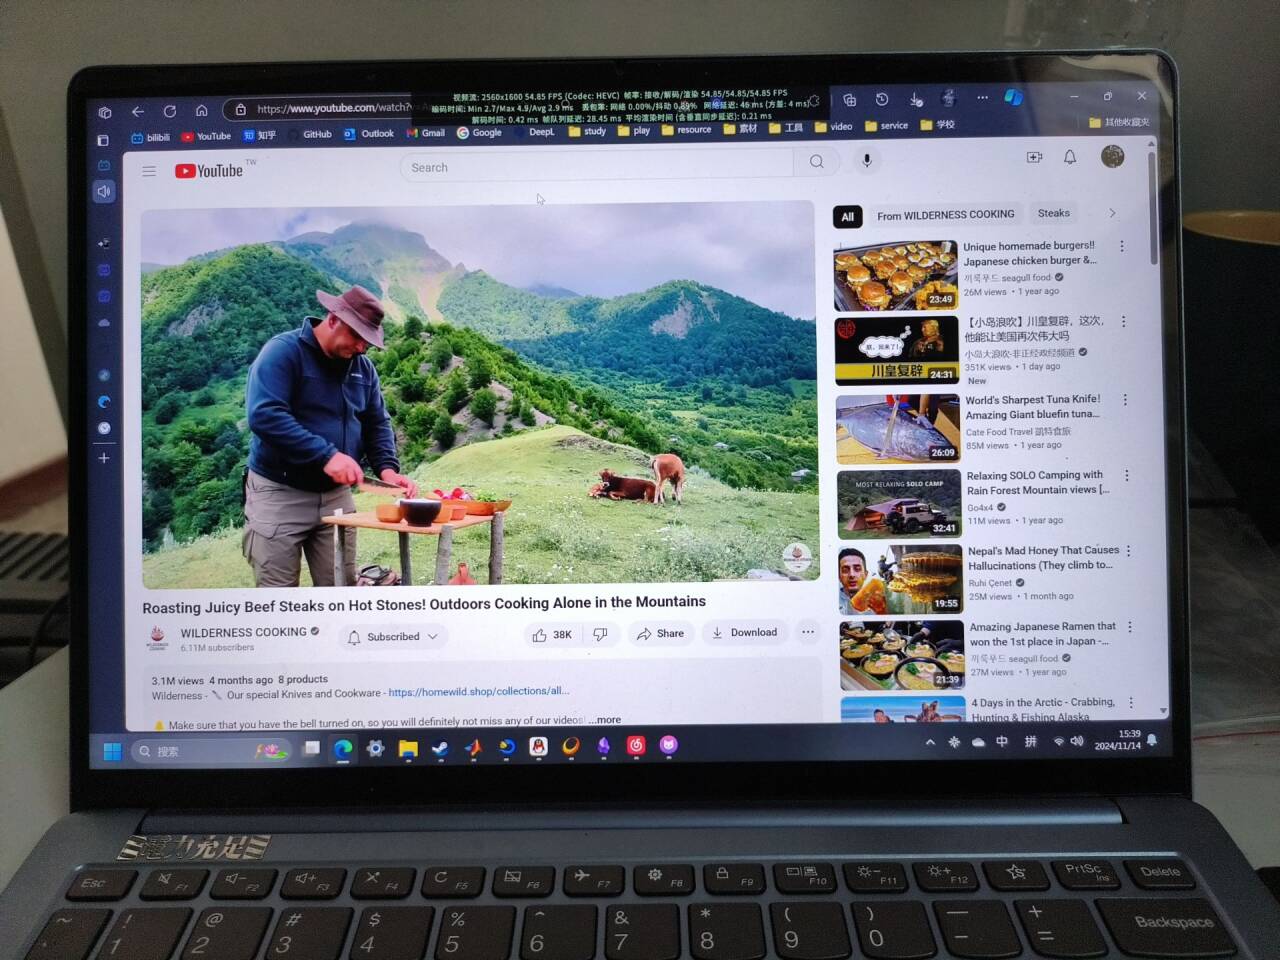 视频流: 2560x1600 54.85 FPS (Codec: HEVC) 帧率: 接收/解码/渲染 54.85/54.85/54.85 FPS
编码时间: Min 2.7/Max 4.9/Avg 2.9 ms 丢包率: 网络 0.00%/抖动 0.89% 网络延迟: 46 ms (方差: 4 ms)
解码时间: 0.42 ms 帧队列延迟: 28.45 ms 平均渲染时间 (含垂直同步延迟): 0.21 ms
https://www.youtube.com/watch?v
bilibili YouTube 知乎 GitHub Outlook Gmail Google DeepL study play resource 素材 工具 video service 学校 其他收藏夹
YouTube TW
Search
All From WILDERNESS COOKING Steaks
Unique homemade burgers!!
Japanese chicken burger &...
끼룩푸드 seagull food
26M views • 1 year ago
23:49
【小岛浪吹】川皇复辟，这次，
他能让美国再次伟大吗
小岛大浪吹-非正经政经频道
351K views • 1 day ago
New
川皇复辟
24:31
World's Sharpest Tuna Knife!
Amazing Giant bluefin tuna...
Cate Food Travel 凱特食旅
85M views • 1 year ago
26:09
Relaxing SOLO Camping with
Rain Forest Mountain views [...
Go4x4
11M views • 1 year ago
MOST RELAXING SOLO CAMP
32:41
Nepal's Mad Honey That Causes
Hallucinations (They climb to...
Ruhi Çenet
25M views • 1 month ago
19:55
Amazing Japanese Ramen that
won the 1st place in Japan -...
끼룩푸드 seagull food
27M views • 1 year ago
21:39
4 Days in the Arctic - Crabbing,
Hunting & Fishing Alaska
Roasting Juicy Beef Steaks on Hot Stones! Outdoors Cooking Alone in the Mountains
WILDERNESS COOKING
6.11M subscribers
Subscribed
38K
Share
Download
3.1M views 4 months ago 8 products
Wilderness - 🔪 Our special Knives and Cookware - https://homewild.shop/collections/all...
Make sure that you have the bell turned on, so you will definitely not miss any of our videos! ...more
搜索
中 拼
15:39
2024/11/14
電力充足
Esc F1 F2 F3 F4 F5 F6 F7 F8 F9 F10 F11 F12 PrtSc Ins Delete
~ ! @ # $ % ^ & * ( ) — +
1 2 3 4 5 6 7 8 9 0 - = Backspace